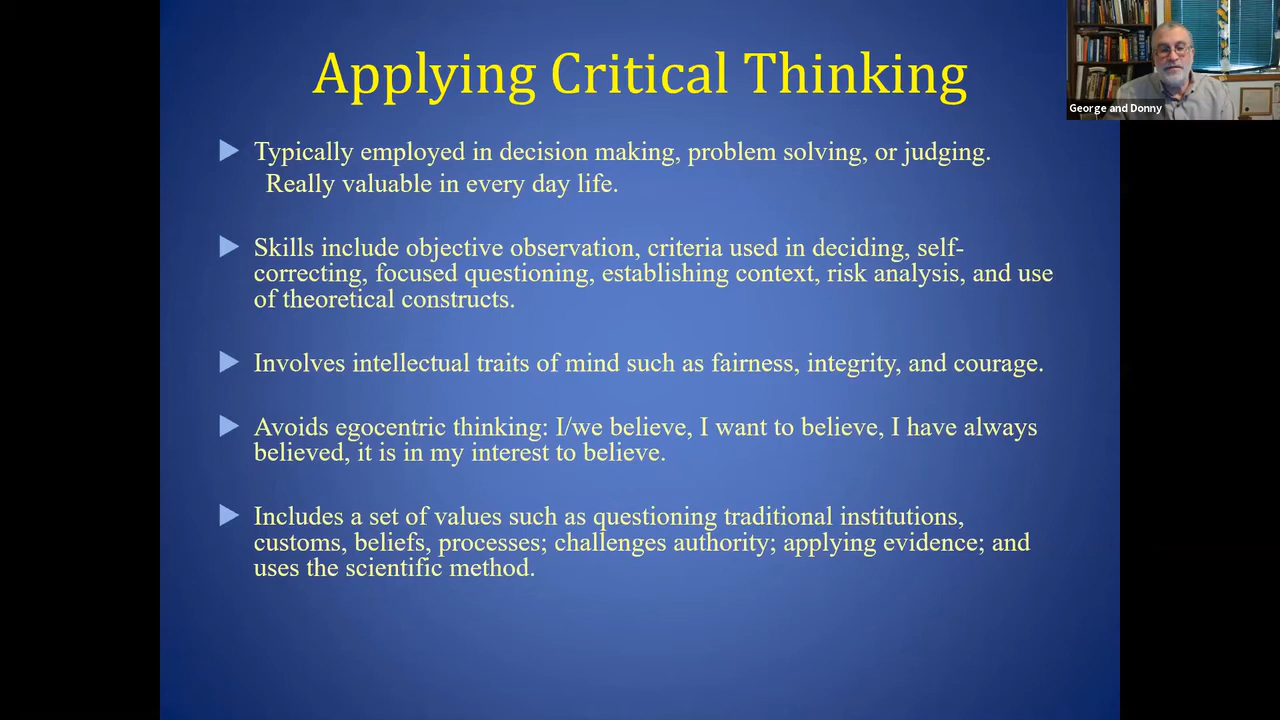 Applying Critical Thinking
George and Donny
Typically employed in decision making, problem solving, or judging.
Really valuable in every day life.
Skills include objective observation, criteria used in deciding, self-
correcting, focused questioning, establishing context, risk analysis, and use
of theoretical constructs.
Involves intellectual traits of mind such as fairness, integrity, and courage.
Avoids egocentric thinking: I/we believe, I want to believe, I have always
believed, it is in my interest to believe.
Includes a set of values such as questioning traditional institutions,
customs, beliefs, processes; challenges authority; applying evidence; and
uses the scientific method.